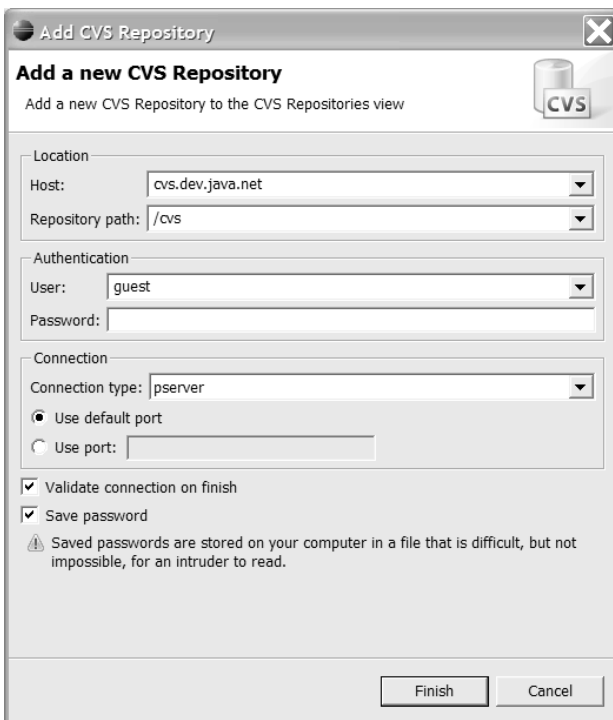 Add CVS Repository
Add a new CVS Repository
Add a new CVS Repository to the CVS Repositories view
CVS
Location
Host: cvs.dev.java.net
Repository path: /cvs
Authentication
User: guest
Password:
Connection
Connection type: pserver
Use default port
Use port:
Validate connection on finish
Save password
Saved passwords are stored on your computer in a file that is difficult, but not
impossible, for an intruder to read.
Finish Cancel